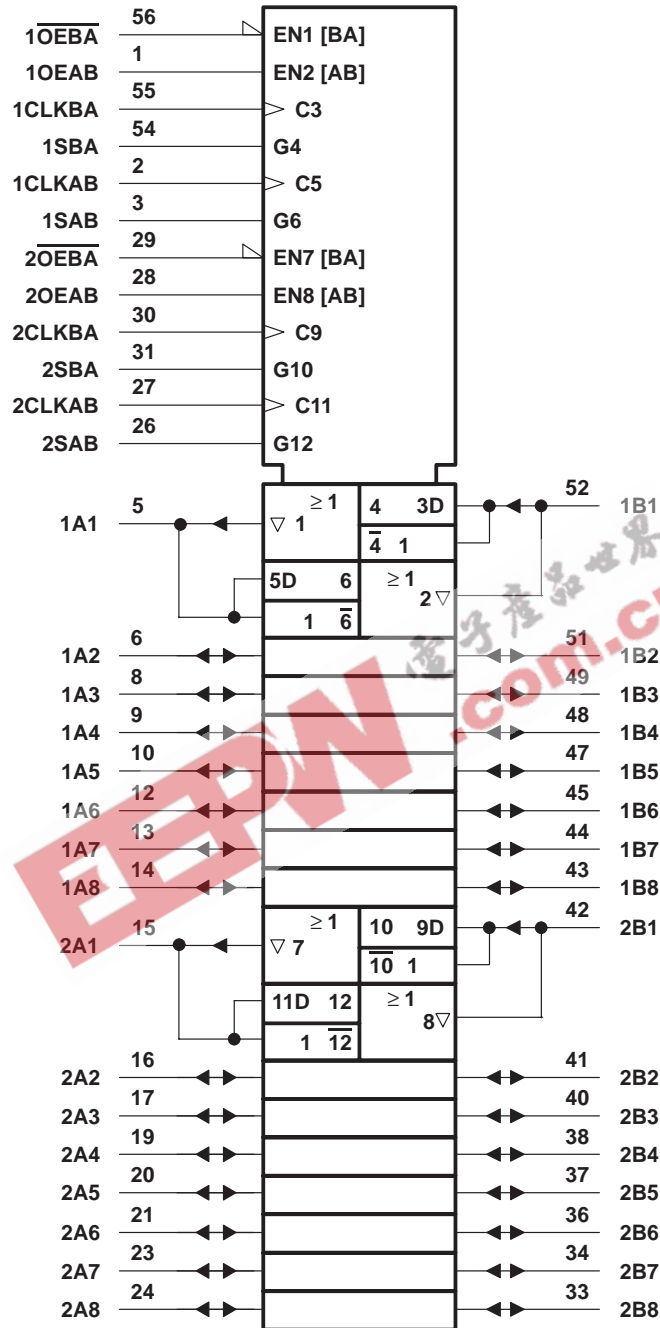 1OEBA 56 EN1 [BA]
1OEAB 1 EN2 [AB]
1CLKBA 55 C3
1SBA 54 G4
1CLKAB 2 C5
1SAB 3 G6
2OEBA 29 EN7 [BA]
2OEAB 28 EN8 [AB]
2CLKBA 30 C9
2SBA 31 G10
2CLKAB 27 C11
2SAB 26 G12
1A1 5 ≥ 1 ▽ 1 4 3D 52 1B1
4 1
5D 6 ≥ 1 2 ▽
1 6
1A2 6 51 1B2
1A3 8 49 1B3
1A4 9 48 1B4
1A5 10 47 1B5
1A6 12 45 1B6
1A7 13 44 1B7
1A8 14 43 1B8
2A1 15 ≥ 1 ▽ 7 10 9D 42 2B1
10 1
11D 12 ≥ 1 8 ▽
1 12
2A2 16 41 2B2
2A3 17 40 2B3
2A4 19 38 2B4
2A5 20 37 2B5
2A6 21 36 2B6
2A7 23 34 2B7
2A8 24 33 2B8
EEPW .com.c
電子產品世界